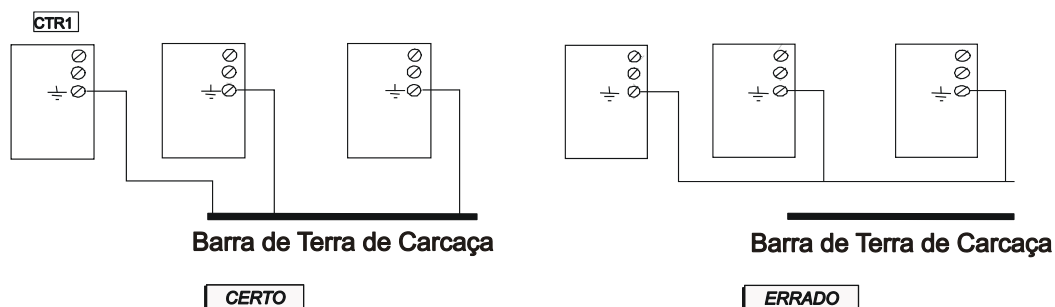 CTR1
Barra de Terra de Carcaça
Barra de Terra de Carcaça
CERTO
ERRADO